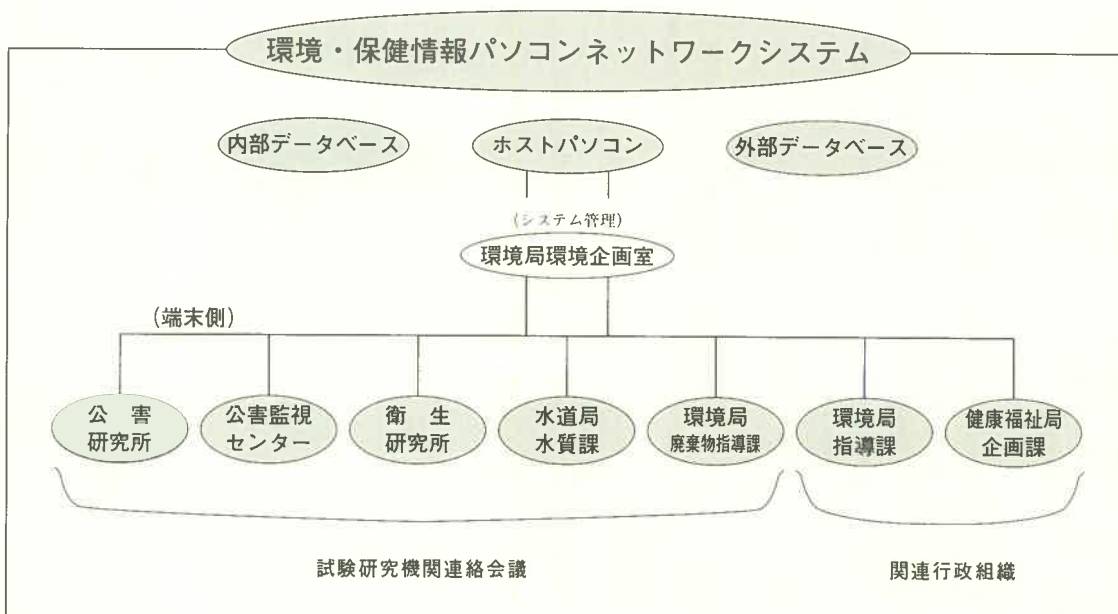 環境・保健情報パソコンネットワークシステム
内部データベース
ホストパソコン
外部データベース
(システム管理)
環境局環境企画室
(端末側)
公害
研究所
公害監視
センター
衛生
研究所
水道局
水質課
環境局
廃棄物指導課
環境局
指導課
健康福祉局
企画課
試験研究機関連絡会議
関連行政組織